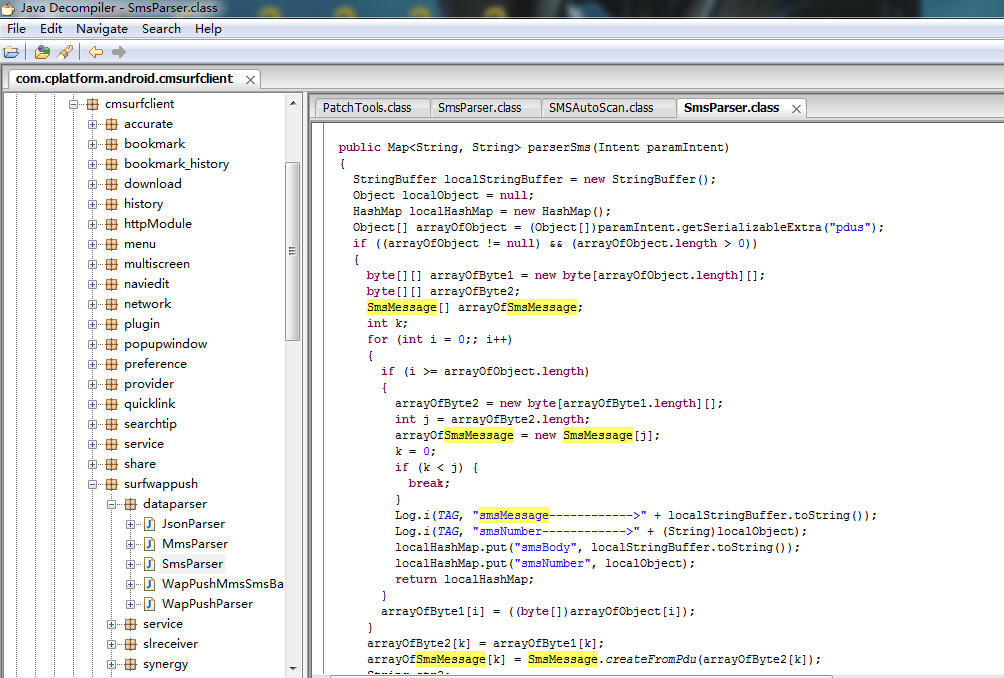 Java Decompiler - SmsParser.class
File Edit Navigate Search Help
com.cplatform.android.cmsurfclient
cmsurfclient
accurate
bookmark
bookmark_history
download
history
httpModule
menu
multiscreen
naviedit
network
plugin
popupwindow
preference
provider
quicklink
searchtip
service
share
surfwappush
dataparser
JsonParser
MmsParser
SmsParser
WapPushMmsSmsBa
WapPushParser
service
slreceiver
synergy
PatchTools.class SmsParser.class SMSAutoScan.class SmsParser.class
public Map<String, String> parserSms(Intent paramIntent)
{
StringBuffer localStringBuffer = new StringBuffer();
Object localObject = null;
HashMap localHashMap = new HashMap();
Object[] arrayOfObject = (Object[])paramIntent.getSerializableExtra("pdus");
if ((arrayOfObject != null) && (arrayOfObject.length > 0))
{
byte[][] arrayOfByte1 = new byte[arrayOfObject.length][];
byte[][] arrayOfByte2;
SmsMessage[] arrayOfSmsMessage;
int k;
for (int i = 0;; i++)
{
if (i >= arrayOfObject.length)
{
arrayOfByte2 = new byte[arrayOfByte1.length][];
int j = arrayOfByte2.length;
arrayOfSmsMessage = new SmsMessage[j];
k = 0;
if (k < j) {
break;
}
Log.i(TAG, "smsMessage------------>" + localStringBuffer.toString());
Log.i(TAG, "smsNumber------------>" + (String)localObject);
localHashMap.put("smsBody", localStringBuffer.toString());
localHashMap.put("smsNumber", localObject);
return localHashMap;
}
arrayOfByte1[i] = ((byte[])arrayOfObject[i]);
}
arrayOfByte2[k] = arrayOfByte1[k];
arrayOfSmsMessage[k] = SmsMessage.createFromPdu(arrayOfByte2[k]);